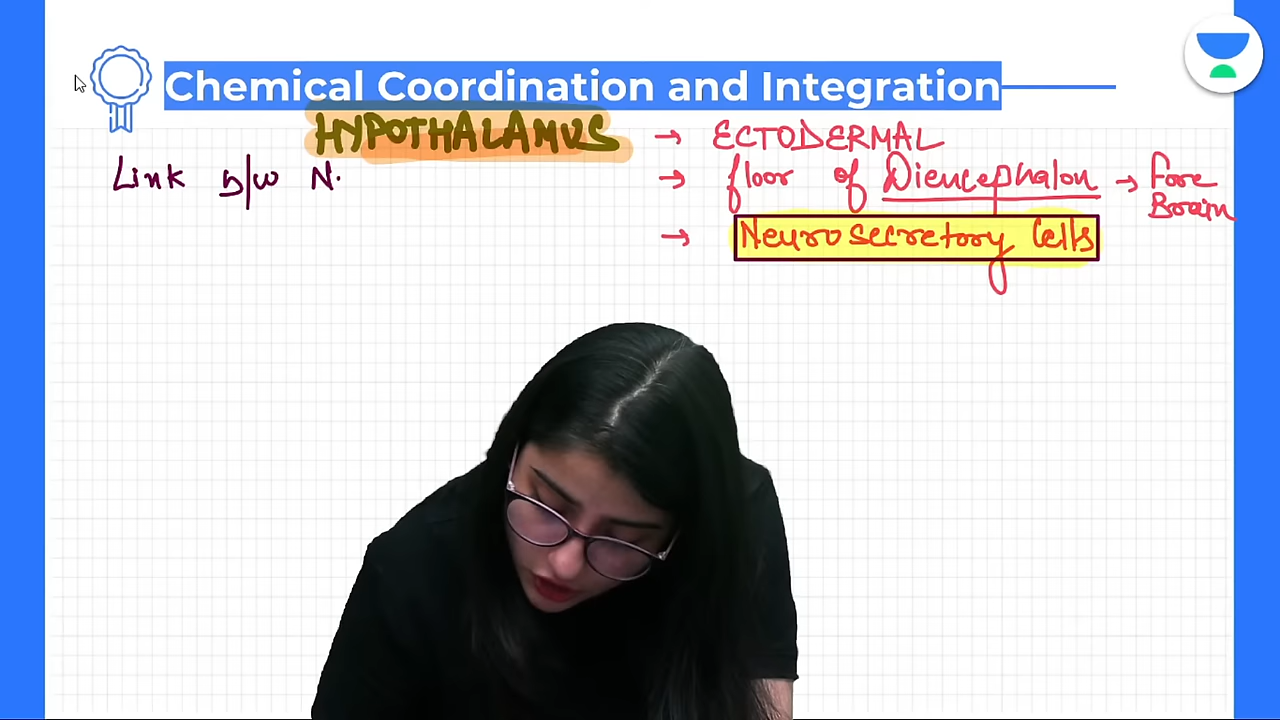 Chemical Coordination and Integration
HYPOTHALAMUS → ECTODERMAL
Link b/w N. → floor of Diencephalon → Fore Brain
→ Neurosecretory Cells